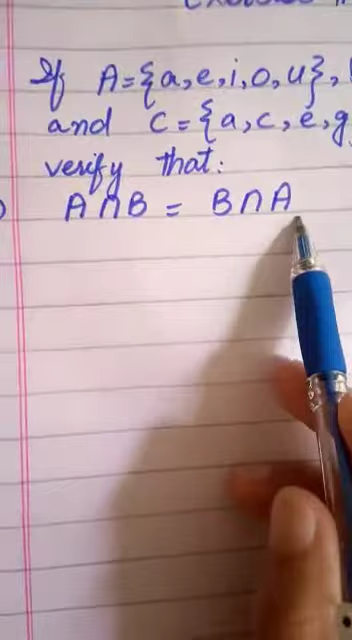 If A={a,e,i,o,u},
and C={a,c,e,g
verify that:
A∩B = B∩A